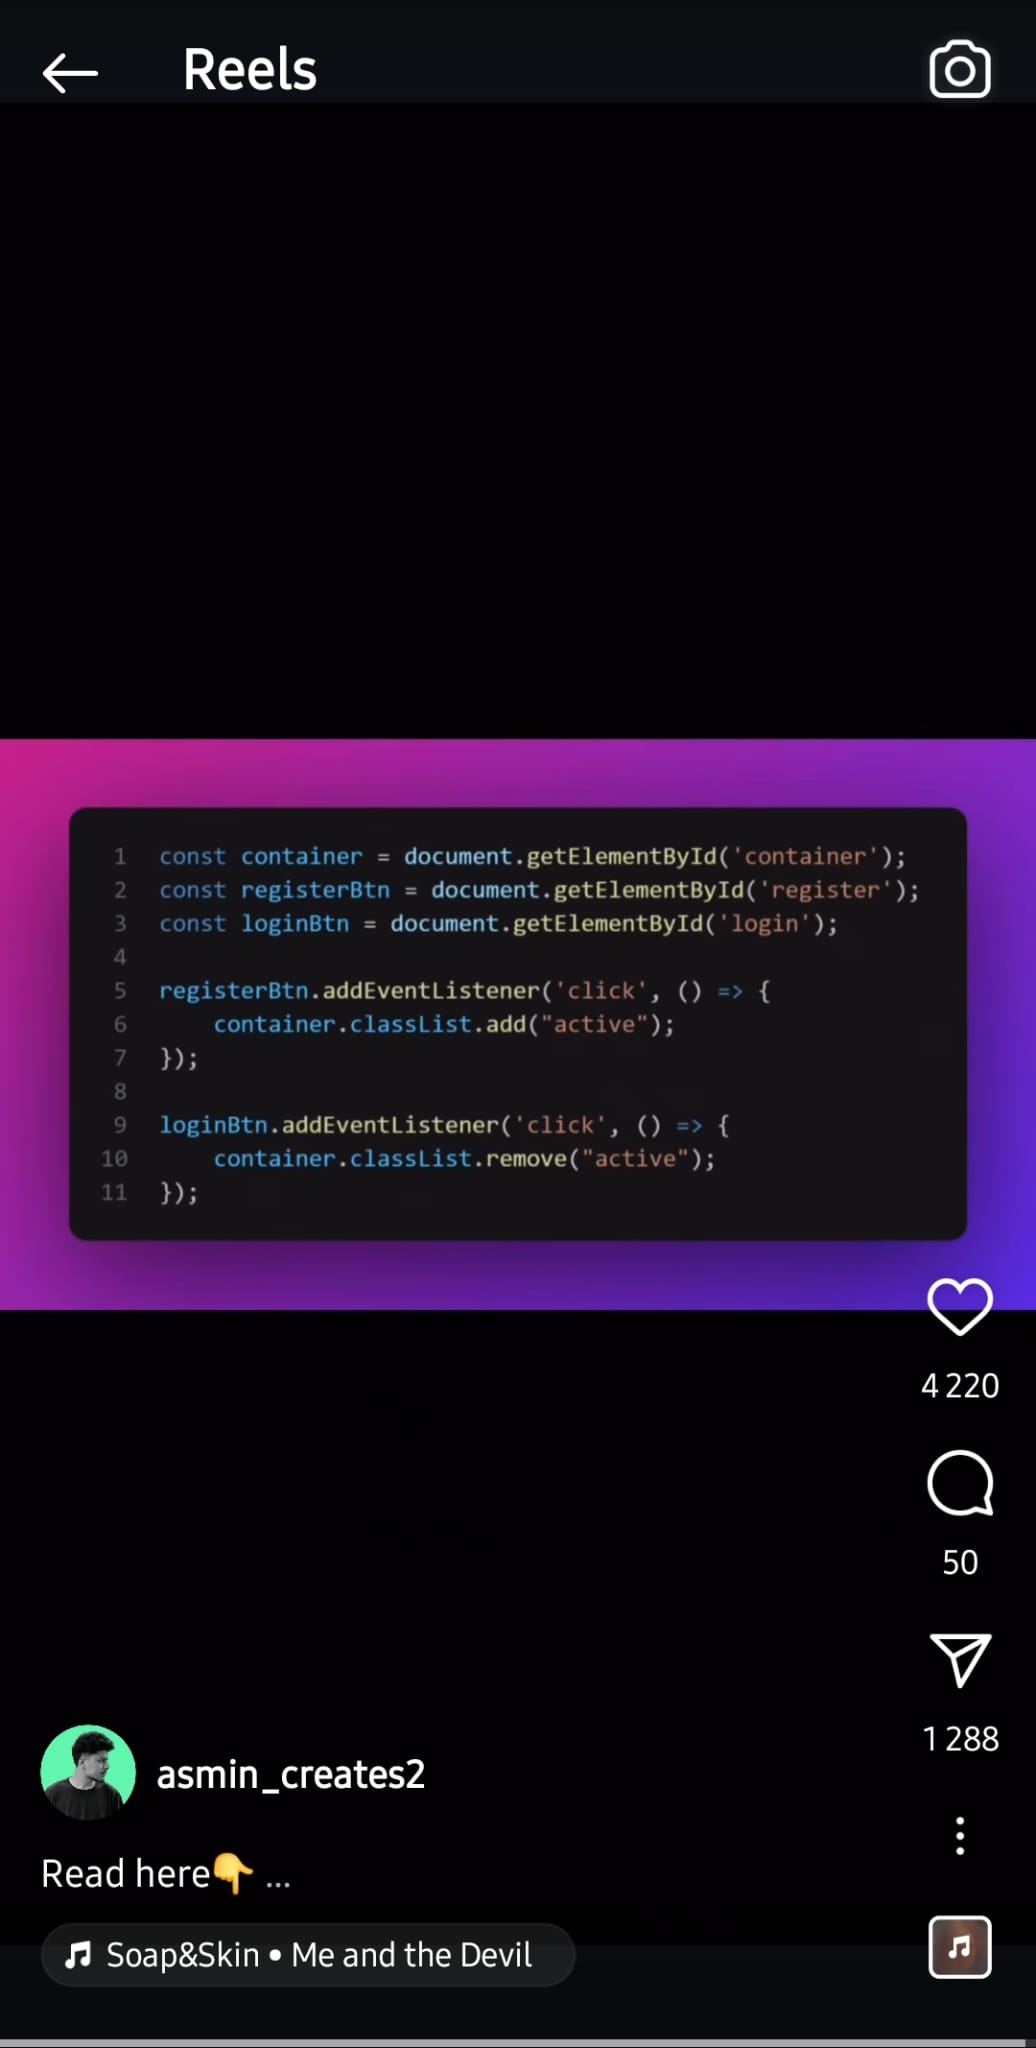 Reels
1 const container = document.getElementById('container');
2 const registerBtn = document.getElementById('register');
3 const loginBtn = document.getElementById('login');
4
5 registerBtn.addEventListener('click', () => {
6     container.classList.add("active");
7 });
8
9 loginBtn.addEventListener('click', () => {
10     container.classList.remove("active");
11 });
4 220
50
1 288
asmin_creates2
Read here👇 ...
Soap&Skin • Me and the Devil